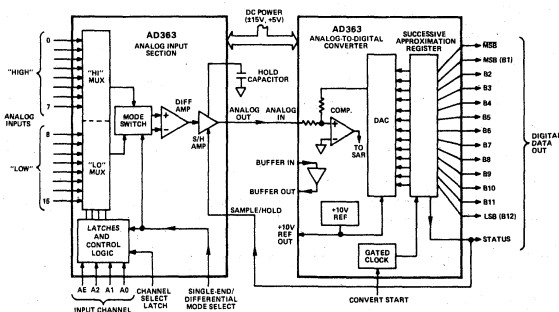 DC POWER
(±15V, +5V)
AD363
ANALOG INPUT
SECTION
AD363
ANALOG-TO-DIGITAL
CONVERTER
SUCCESSIVE
APPROXIMATION
REGISTER
0
"HIGH"
7
ANALOG
INPUTS
8
"LOW"
15
"HI"
MUX
"LO"
MUX
MODE
SWITCH
DIFF
AMP
+
−
HOLD
CAPACITOR
S/H
AMP
ANALOG
OUT
ANALOG
IN
COMP.
+
−
TO
SAR
DAC
BUFFER IN
BUFFER OUT
+10V
REF
+10V
REF
OUT
GATED
CLOCK
SAMPLE/HOLD
LATCHES
AND
CONTROL
LOGIC
AE A2 A1 A0
INPUT CHANNEL
CHANNEL
SELECT
LATCH
SINGLE-END/
DIFFERENTIAL
MODE SELECT
CONVERT START
MSB
MSB (B1)
B2
B3
B4
B5
B6
B7
B8
B9
B10
B11
LSB (B12)
STATUS
DIGITAL
DATA
OUT